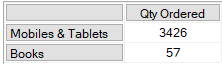 Qty Ordered
Mobiles & Tablets 3426
Books 57